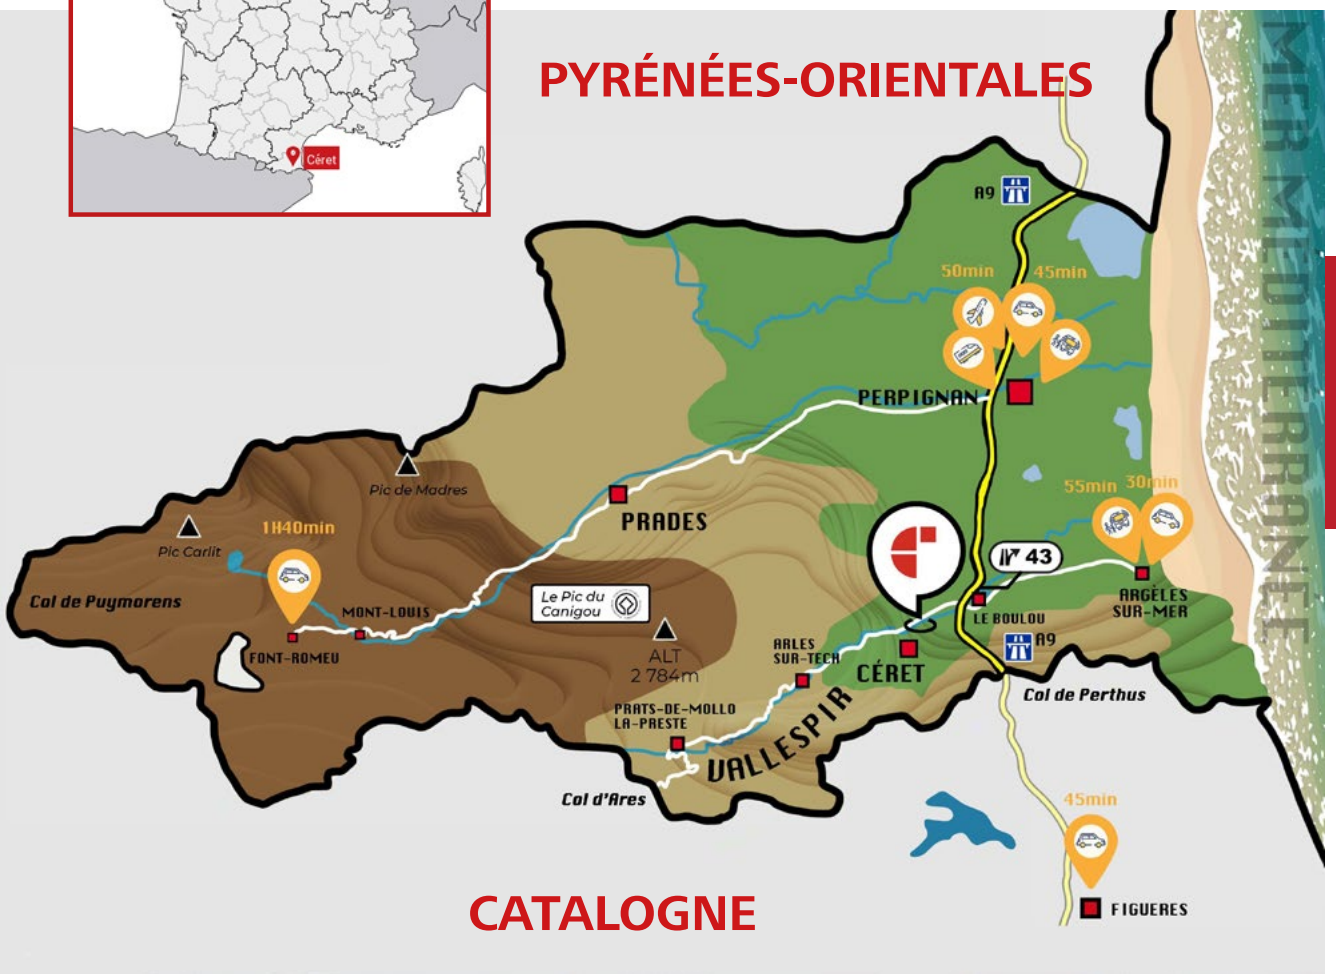 PYRÉNÉES-ORIENTALES
Céret
MER MEDITERRANÉE
A9
50min
45min
PERPIGNAN
Pic de Madres
PRADES
55min
30min
1H40min
Pic Carlit
43
Col de Puymorens
Le Pic du
Canigou
MONT-LOUIS
ARGÈLES
SUR-MER
LE BOULOU
A9
FONT-ROMEU
ALT
2 784m
ARLES
SUR-TECH
CÉRET
Col de Perthus
PRATS-DE-MOLLO
LA-PRESTE
VALLESPIR
Col d'Ares
45min
CATALOGNE
FIGUERES